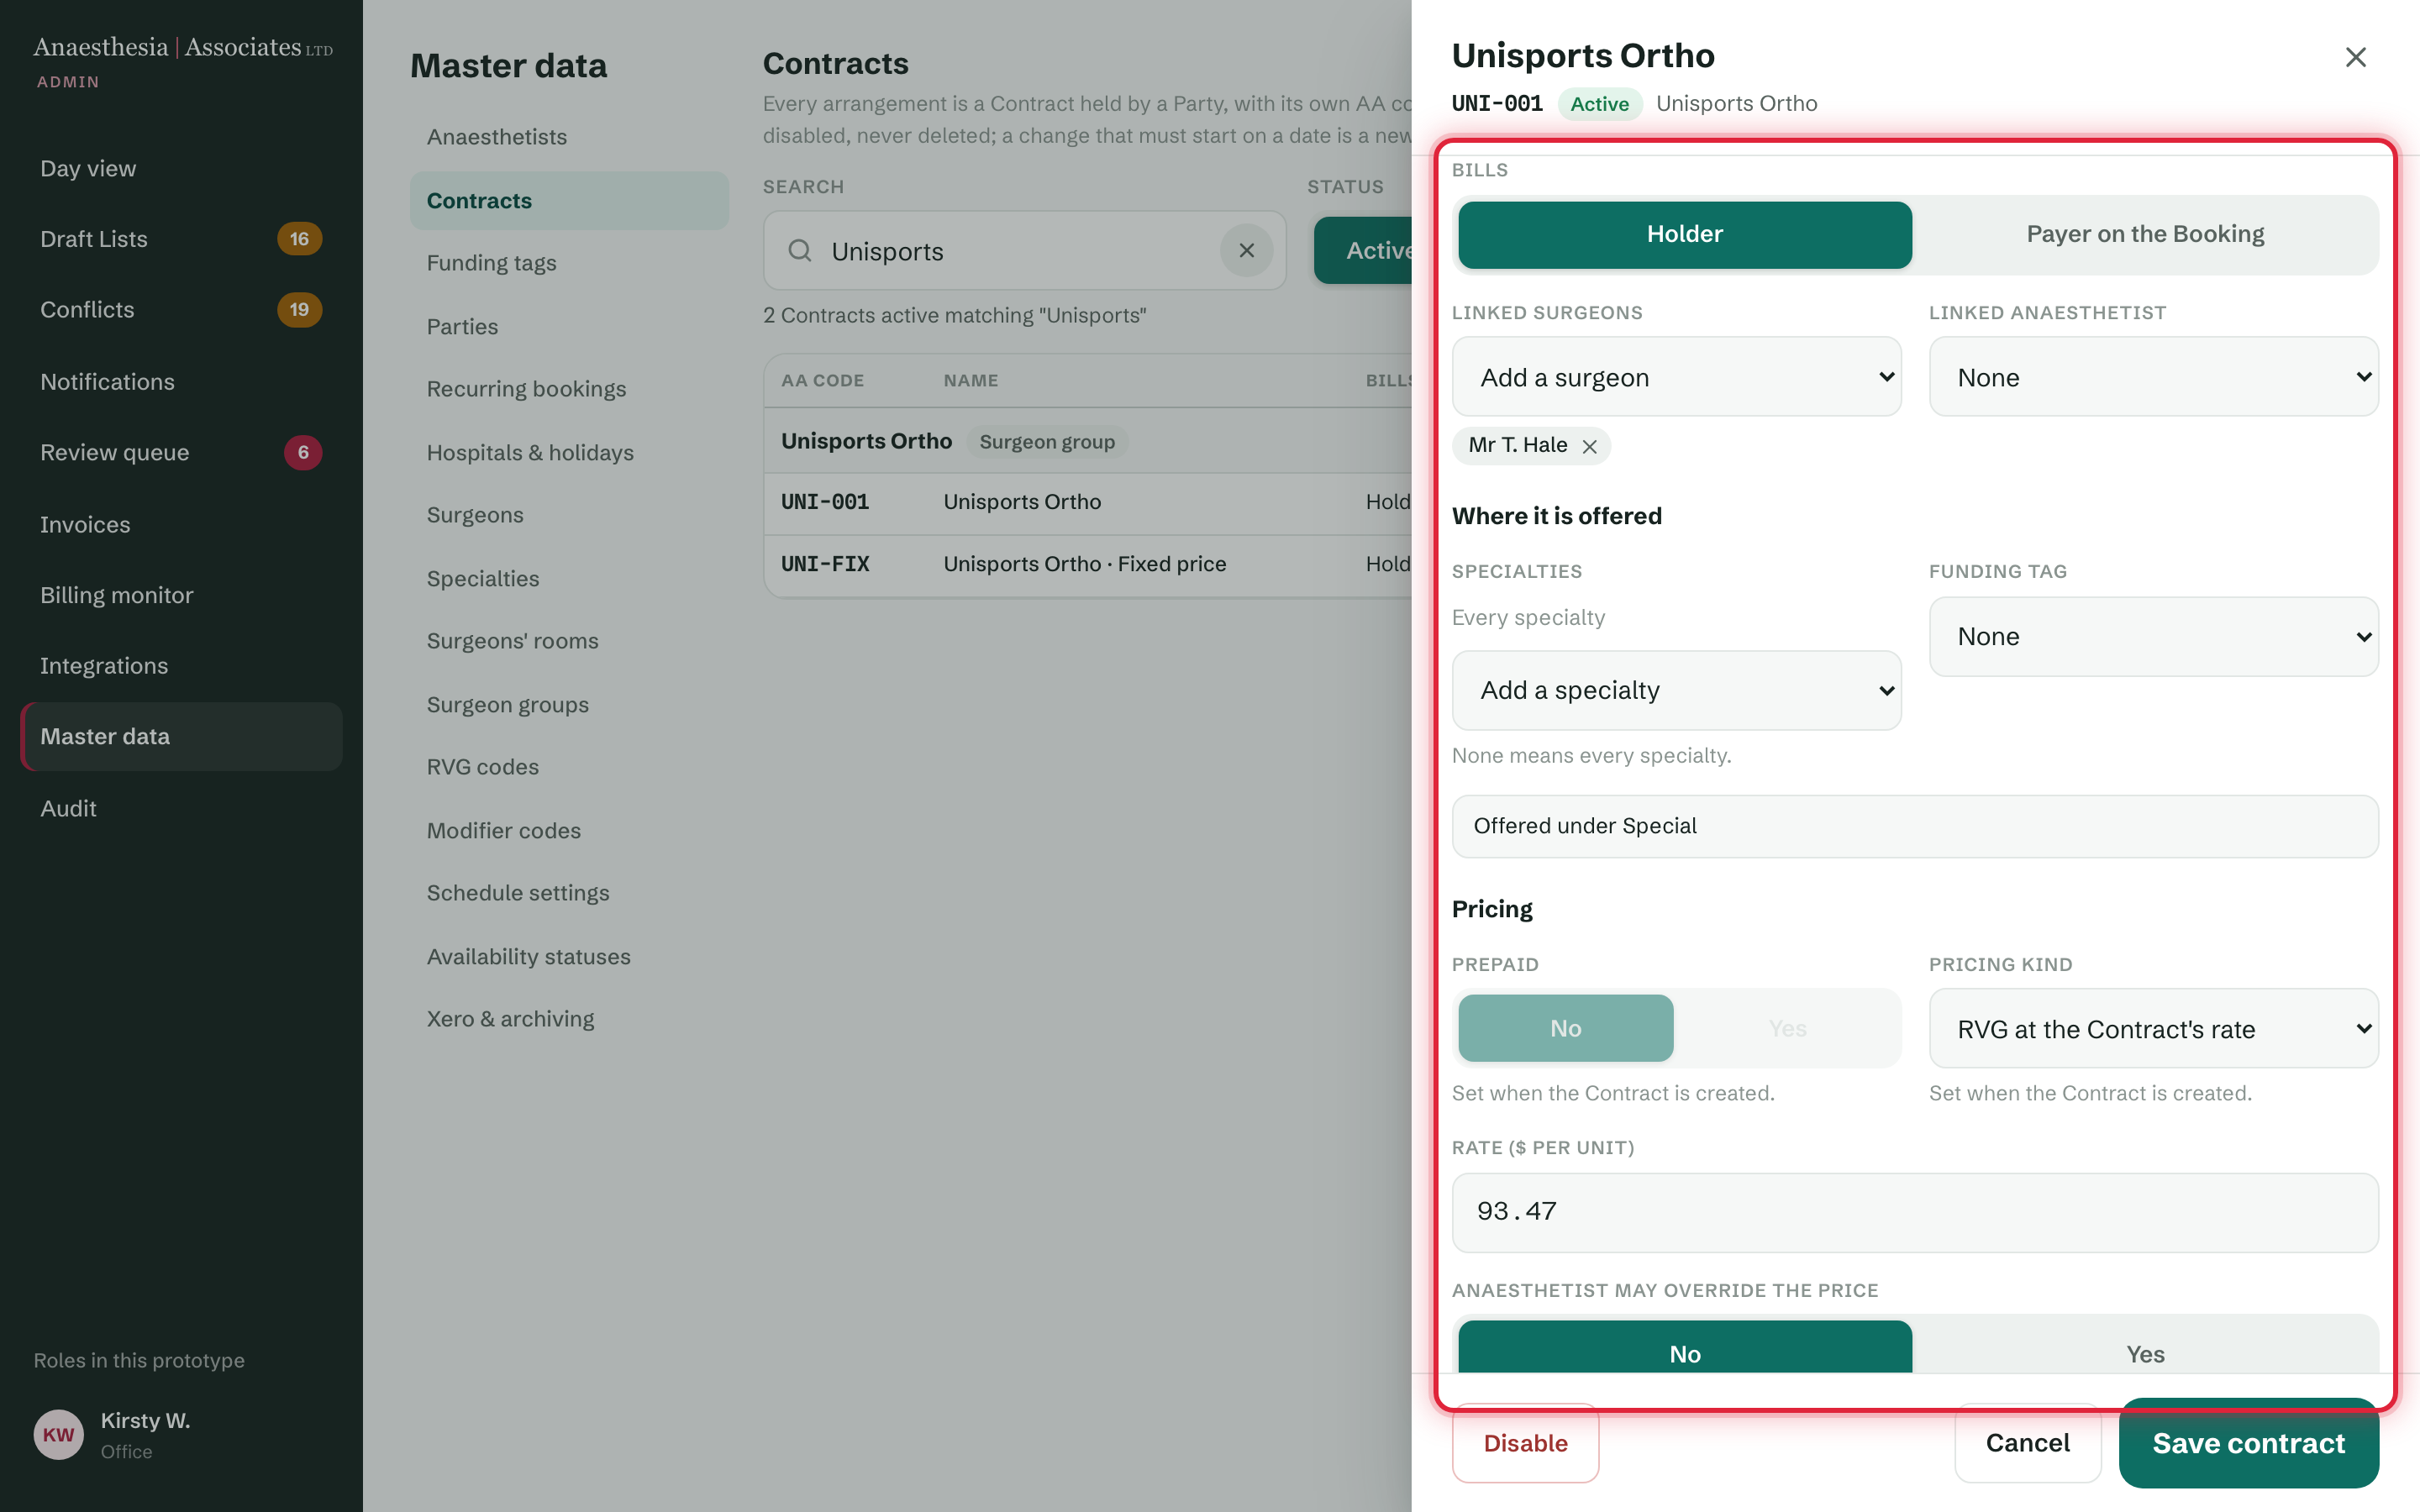 Anaesthesia | Associates LTD
ADMIN
Day view
Draft Lists 16
Conflicts 19
Notifications
Review queue 6
Invoices
Billing monitor
Integrations
Master data
Audit
Roles in this prototype
KW
Kirsty W.
Office
Master data
Anaesthetists
Contracts
Funding tags
Parties
Recurring bookings
Hospitals & holidays
Surgeons
Specialties
Surgeons' rooms
Surgeon groups
RVG codes
Modifier codes
Schedule settings
Availability statuses
Xero & archiving
Contracts
Every arrangement is a Contract held by a Party, with its own AA
disabled, never deleted; a change that must start on a date is a new
SEARCH STATUS
Unisports Active
2 Contracts active matching "Unisports"
AA CODE NAME BILLS
Unisports Ortho Surgeon group
UNI-001 Unisports Ortho Hold
UNI-FIX Unisports Ortho · Fixed price Hold
Unisports Ortho
UNI-001 Active Unisports Ortho
BILLS
Holder Payer on the Booking
LINKED SURGEONS LINKED ANAESTHETIST
Add a surgeon None
Mr T. Hale
Where it is offered
SPECIALTIES FUNDING TAG
Every specialty
Add a specialty None
None means every specialty.
Offered under Special
Pricing
PREPAID PRICING KIND
No Yes RVG at the Contract's rate
Set when the Contract is created. Set when the Contract is created.
RATE ($ PER UNIT)
93.47
ANAESTHETIST MAY OVERRIDE THE PRICE
No Yes
Disable Cancel Save contract